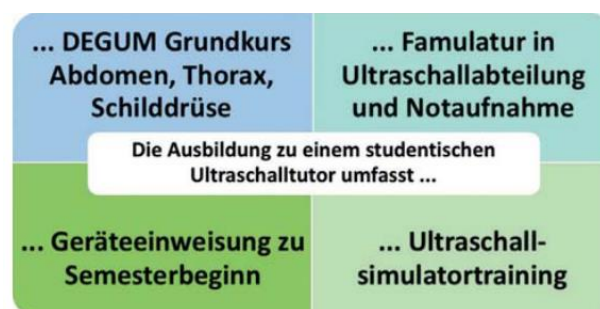 ... DEGUM Grundkurs
Abdomen, Thorax,
Schilddrüse
... Famulatur in
Ultraschallabteilung
und Notaufnahme
Die Ausbildung zu einem studentischen
Ultraschalltutor umfasst ...
... Geräteeinweisung zu
Semesterbeginn
... Ultraschall-
simulatortraining